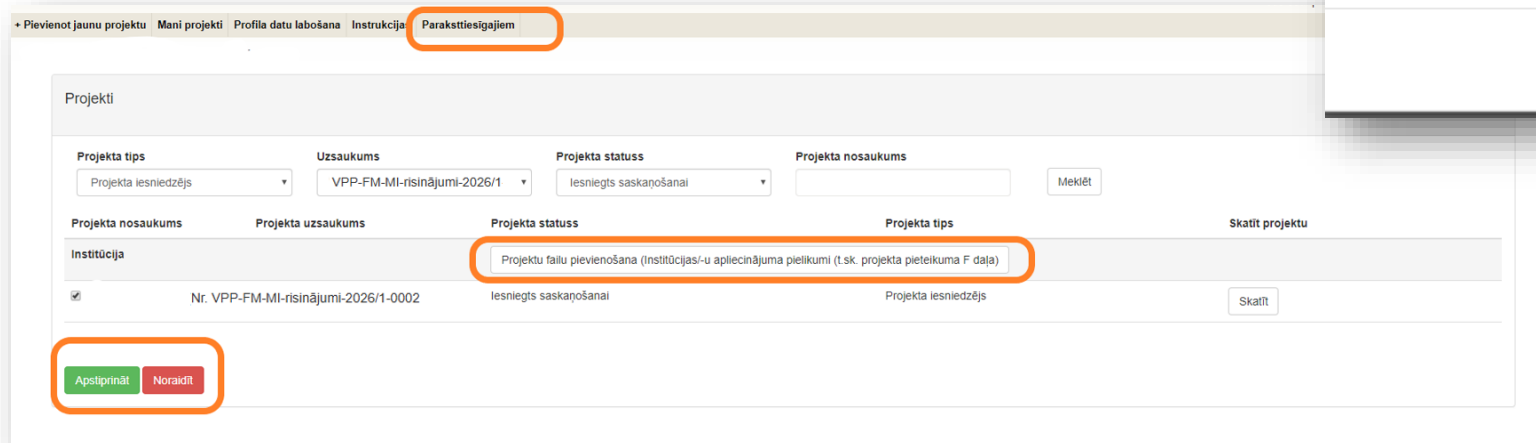 + Pievienot jaunu projektu Mani projekti Profila datu labošana Instrukcijas Paraksttiesīgajiem
Projekti
Projekta tips Uzsaukums Projekta statuss Projekta nosaukums
Projekta iesniedzējs VPP-FM-MI-risinājumi-2026/1 Iesniegts saskaņošanai Meklēt
Projekta nosaukums Projekta uzsaukums Projekta statuss Projekta tips Skatīt projektu
Institūcija Projektu failu pievienošana (Institūcijas/-u apliecinājuma pielikumi (t.sk. projekta pieteikuma F daļa)
Nr. VPP-FM-MI-risinājumi-2026/1-0002 Iesniegts saskaņošanai Projekta iesniedzējs Skatīt
Apstiprināt Noraidīt